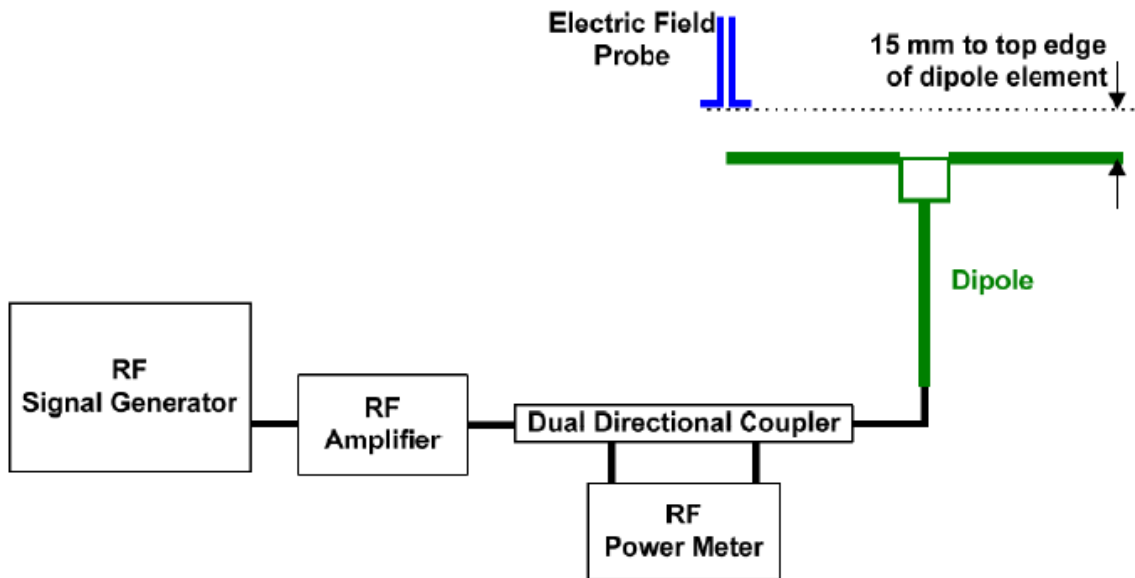 Electric Field
Probe
15 mm to top edge
of dipole element
Dipole
RF
Signal Generator
RF
Amplifier
Dual Directional Coupler
RF
Power Meter